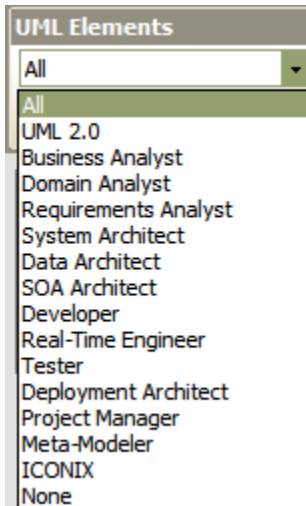 UML Elements
All
All
UML 2.0
Business Analyst
Domain Analyst
Requirements Analyst
System Architect
Data Architect
SOA Architect
Developer
Real-Time Engineer
Tester
Deployment Architect
Project Manager
Meta-Modeler
ICONIX
None